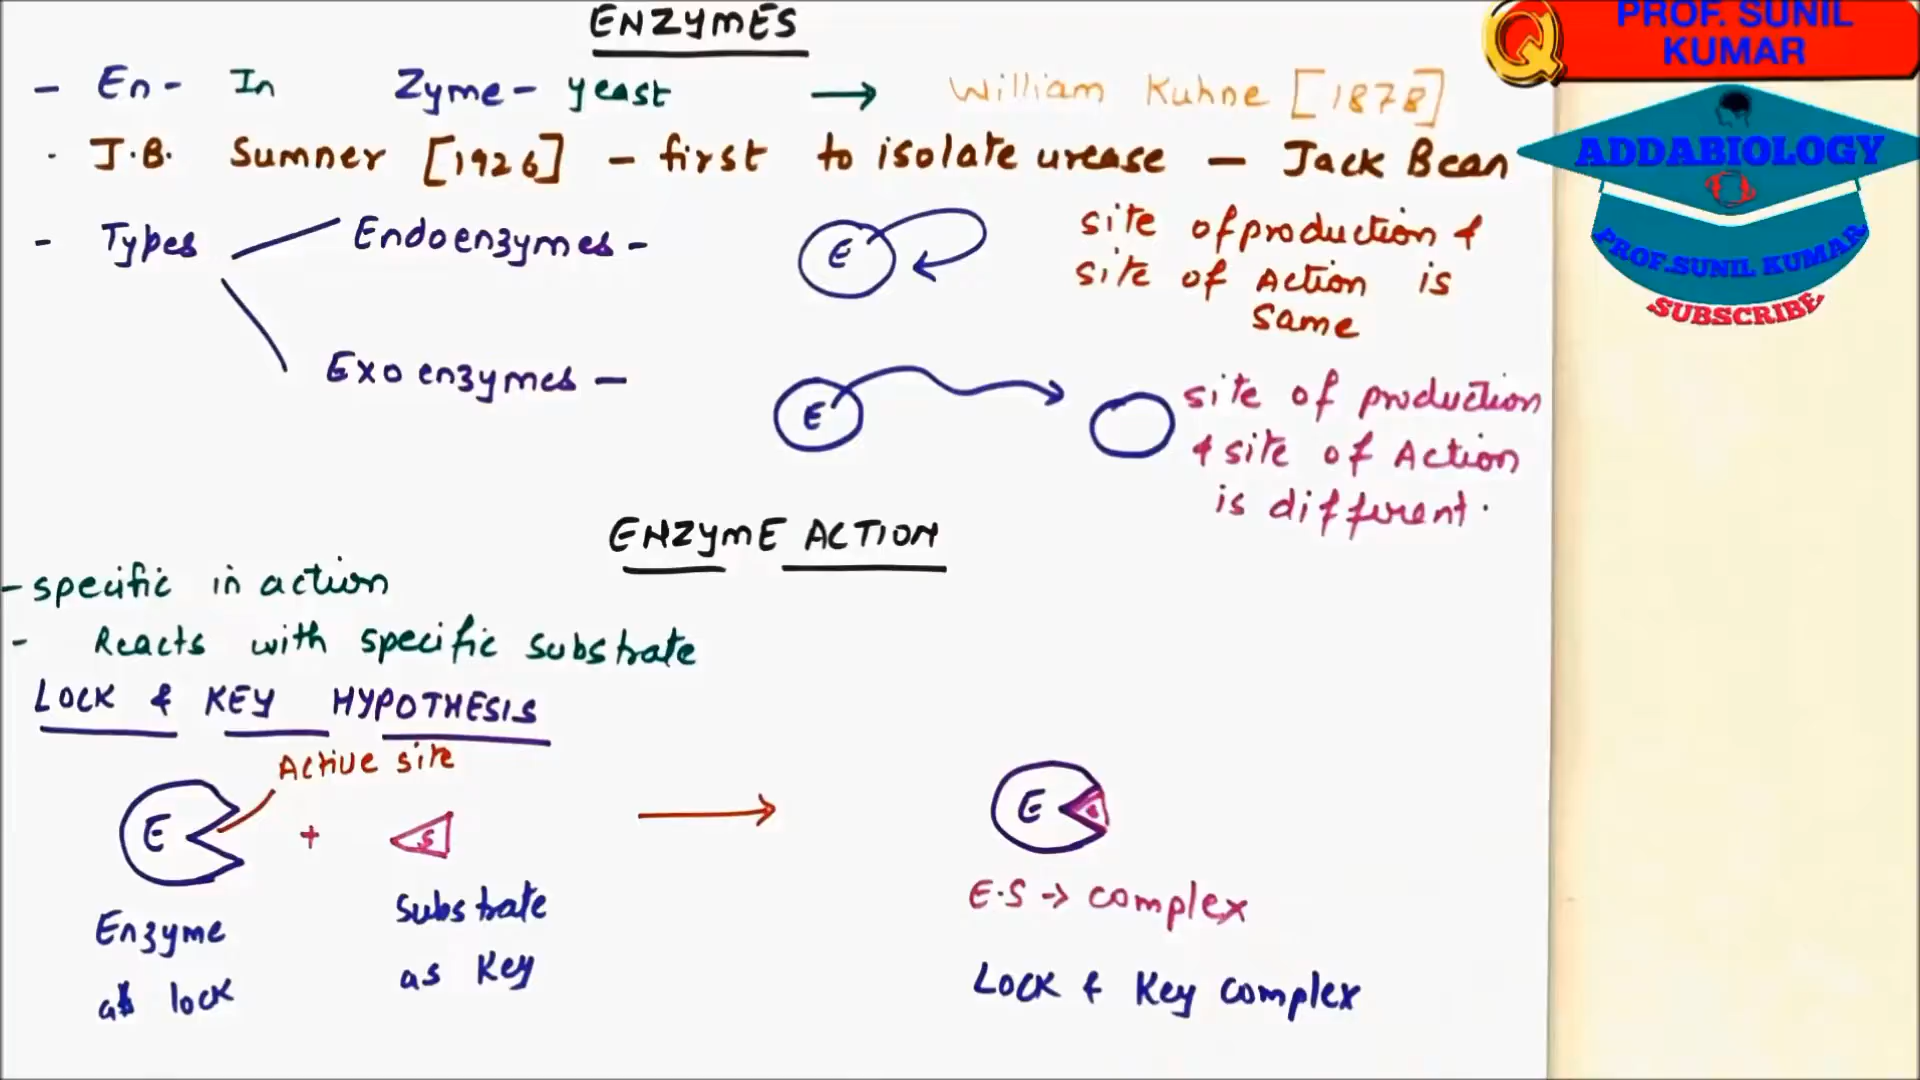 ENZYMES
- En - In Zyme - yeast → William Kuhne [1878]
· J.B. Sumner [1926] - first to isolate urease - Jack Bean
- Types
Endoenzymes -
E
site of production &
site of Action is
same
Exoenzymes -
E
site of production
& site of Action
is different.
ENZYME ACTION
- specific in action
- Reacts with specific substrate
LOCK & KEY HYPOTHESIS
Active site
E + S → E S
Enzyme
as lock
Substrate
as Key
E.S → complex
Lock & Key complex
Q
PROF. SUNIL
KUMAR
ADDABIOLOGY
PROF.SUNIL KUMAR
SUBSCRIBE